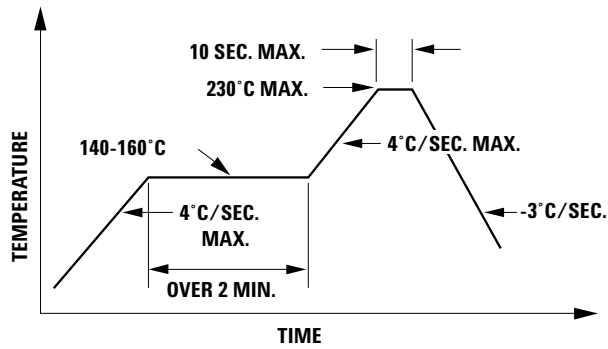 10 SEC. MAX.
230˚C MAX.
140-160˚C
4˚C/SEC. MAX.
4˚C/SEC.
MAX.
-3˚C/SEC.
OVER 2 MIN.
TEMPERATURE
TIME